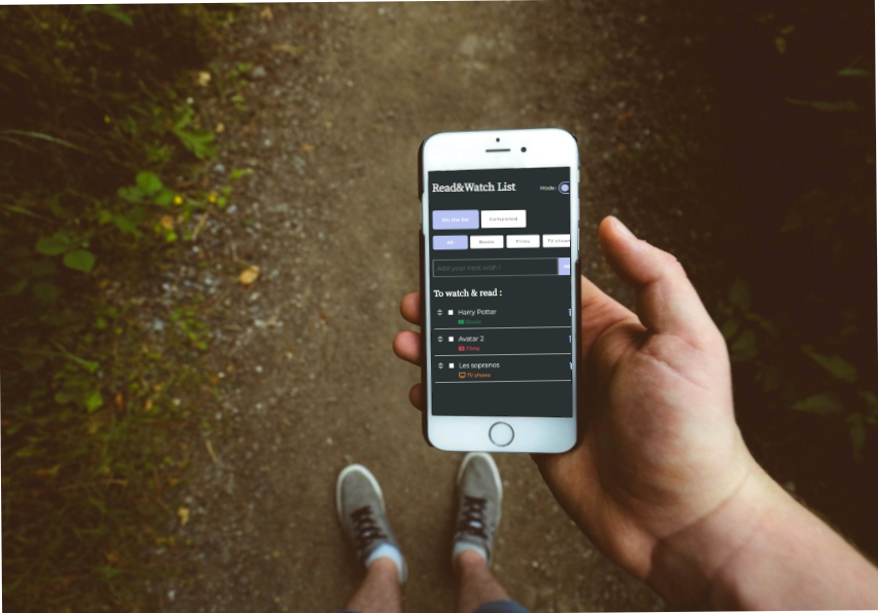 Read&Watch List
Mode:
On the list
Completed
All
Books
Films
TV shows
Add your next wish !
To watch & read :
Harry Potter
Books
Avatar 2
Films
Les sopranos
TV shows